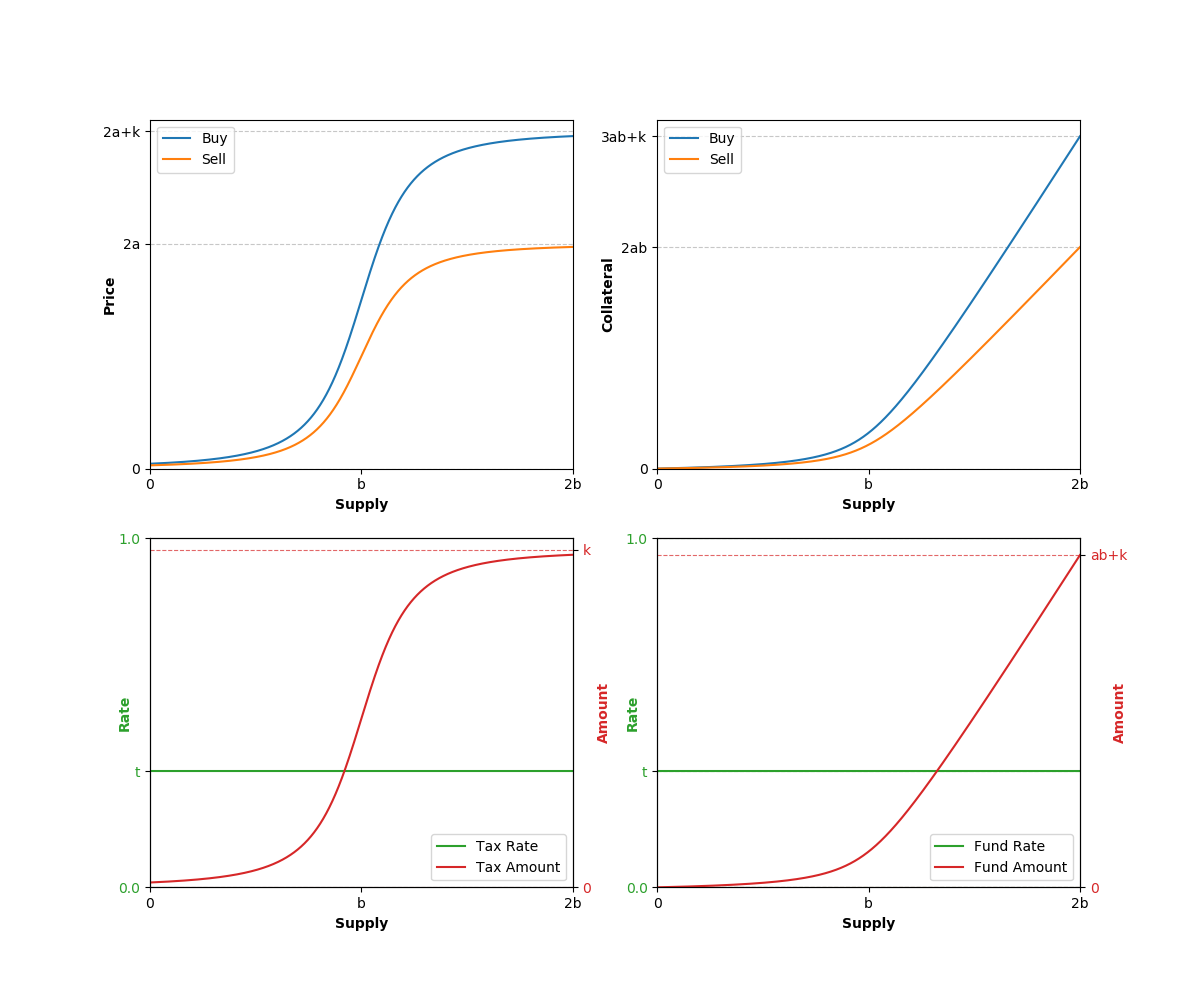 2a+k
2a
0
Price
Buy
Sell
0
b
2b
Supply
3ab+k
2ab
0
Collateral
Buy
Sell
0
b
2b
Supply
1.0
t
0.0
Rate
k
0
Amount
Tax Rate
Tax Amount
0
b
2b
Supply
1.0
t
0.0
Rate
ab+k
0
Amount
Fund Rate
Fund Amount
0
b
2b
Supply